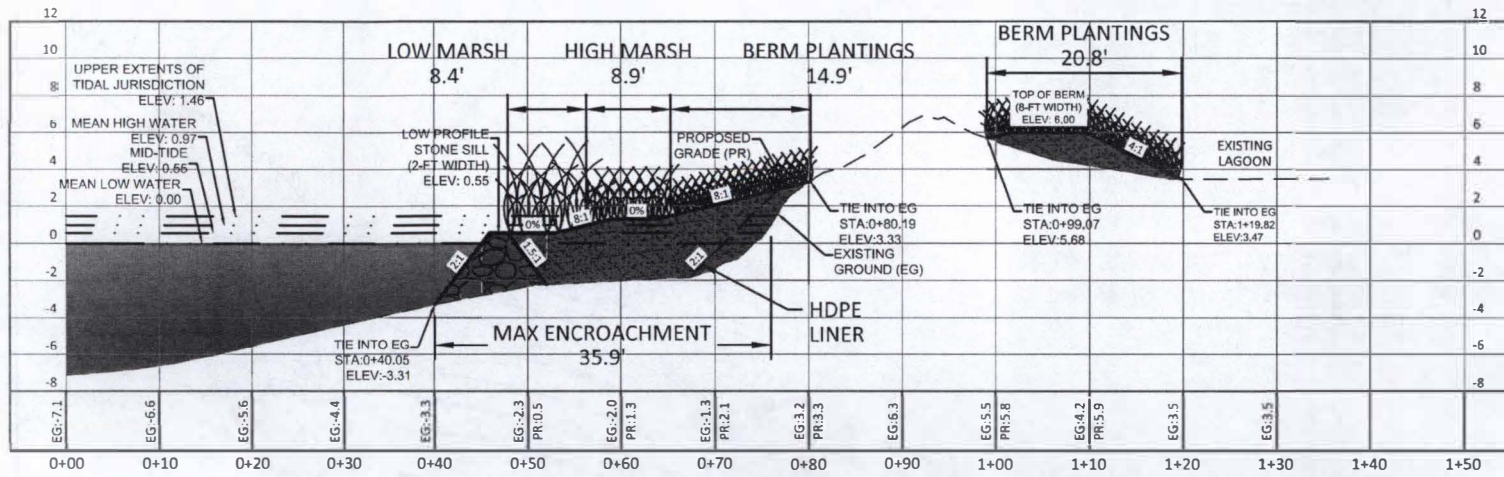 12
10
8
6
4
2
0
-2
-4
-6
-8
UPPER EXTENTS OF
TIDAL JURISDICTION
ELEV: 1.46
MEAN HIGH WATER
ELEV: 0.97
MID-TIDE
ELEV: 0.55
MEAN LOW WATER
ELEV: 0.00
LOW MARSH
8.4'
HIGH MARSH
8.9'
BERM PLANTINGS
14.9'
BERM PLANTINGS
20.8'
LOW PROFILE
STONE SILL
(2-FT WIDTH)
ELEV: 0.55
PROPOSED
GRADE (PR)
TOP OF BERM
(8-FT WIDTH)
ELEV: 6.00
4:1
EXISTING
LAGOON
0%
8:1
0%
8:1
2:1
1.5:1
2:1
TIE INTO EG
STA:0+80.19
ELEV:3.33
EXISTING
GROUND (EG)
TIE INTO EG
STA:0+99.07
ELEV:5.68
TIE INTO EG
STA:1+19.82
ELEV:3.47
HDPE
LINER
MAX ENCROACHMENT
35.9'
TIE INTO EG
STA:0+40.05
ELEV:-3.31
12
10
8
6
4
2
0
-2
-4
-6
-8
EG:-7.1
EG:-6.6
EG:-5.6
EG:-4.4
EG:-3.3
EG:-2.3
PR:0.5
EG:-2.0
PR:1.3
EG:-1.3
PR:2.1
EG:3.2
PR:3.3
EG:6.3
EG:5.5
PR:5.8
EG:4.2
PR:5.9
EG:3.5
EG:3.5
0+00
0+10
0+20
0+30
0+40
0+50
0+60
0+70
0+80
0+90
1+00
1+10
1+20
1+30
1+40
1+50